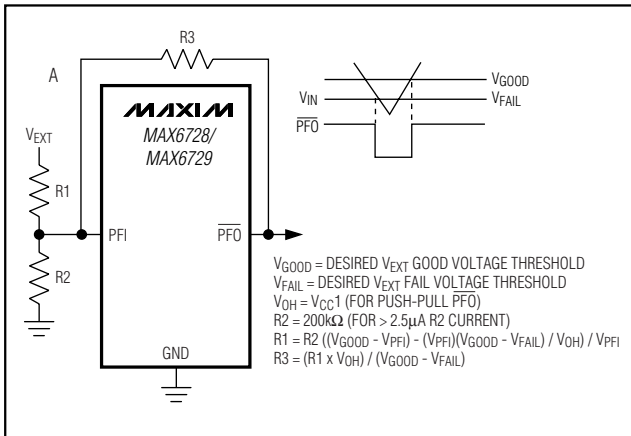 R3
A
MAXIM
MAX6728/
MAX6729
VEXT
R1
R2
PFI
PFO
GND
VIN
PFO
VGOOD
VFAIL
VGOOD = DESIRED VEXT GOOD VOLTAGE THRESHOLD
VFAIL = DESIRED VEXT FAIL VOLTAGE THRESHOLD
VOH = VCC1 (FOR PUSH-PULL PFO)
R2 = 200kΩ (FOR > 2.5µA R2 CURRENT)
R1 = R2 ((VGOOD - VPFI) - (VPFI)(VGOOD - VFAIL) / VOH) / VPFI
R3 = (R1 x VOH) / (VGOOD - VFAIL)